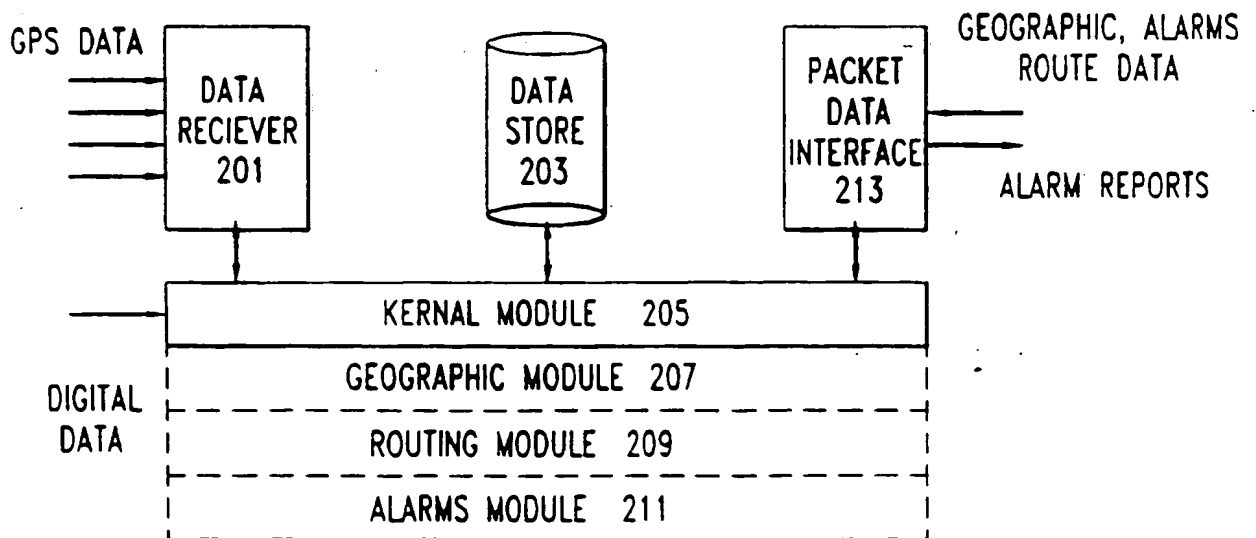 GPS DATA
DATA
RECIEVER
201
DATA
STORE
203
PACKET
DATA
INTERFACE
213
GEOGRAPHIC, ALARMS
ROUTE DATA
ALARM REPORTS
KERNAL MODULE 205
GEOGRAPHIC MODULE 207
DIGITAL
DATA
ROUTING MODULE 209
ALARMS MODULE 211